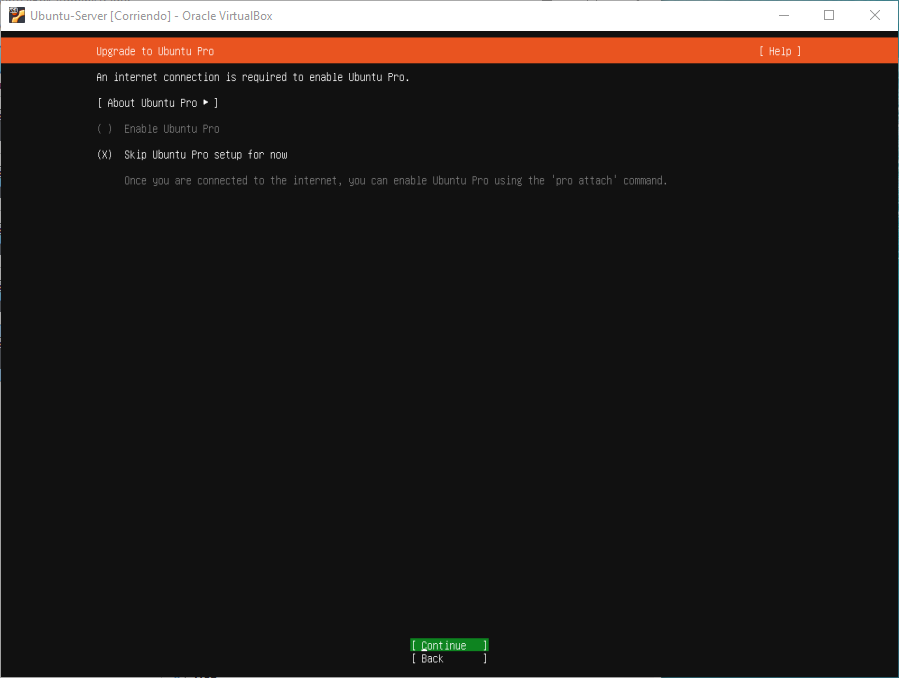 Ubuntu-Server [Corriendo] - Oracle VirtualBox
Upgrade to Ubuntu Pro [ Help ]
An internet connection is required to enable Ubuntu Pro.
[ About Ubuntu Pro ▸ ]
( ) Enable Ubuntu Pro
(X) Skip Ubuntu Pro setup for now
Once you are connected to the internet, you can enable Ubuntu Pro using the 'pro attach' command.
[ Continue ]
[ Back ]